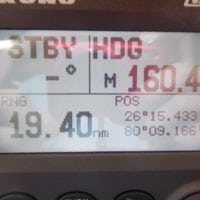 STBY HDG
-° M 160.4
RNG POS
19.40nm 26°15.433
80°09.166